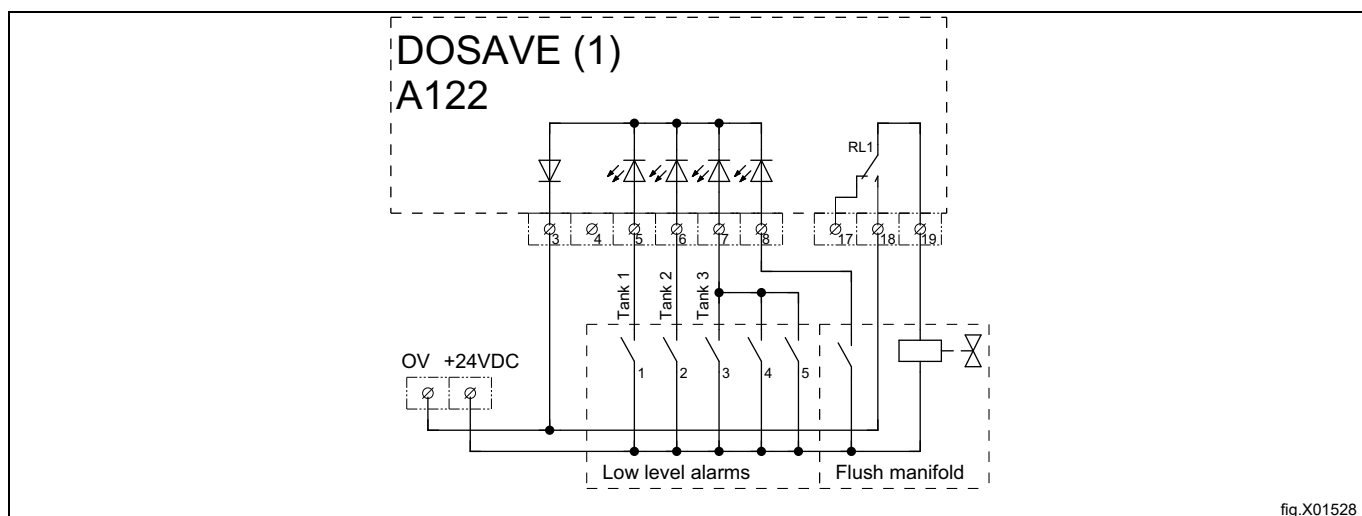 DOSAVE (1)
A122
RL1
3 4 5 6 7 8 17 18 19
Tank 1
Tank 2
Tank 3
OV +24VDC
1 2 3 4 5
Low level alarms
Flush manifold
fig.X01528